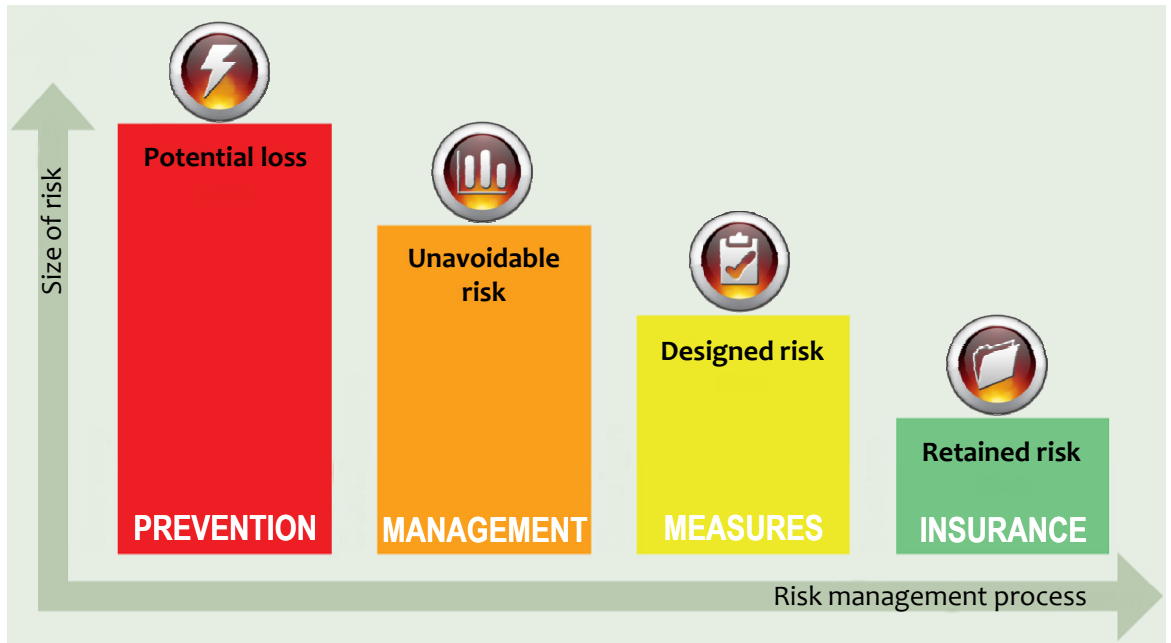 Size of risk
Potential loss
PREVENTION
Unavoidable
risk
MANAGEMENT
Designed risk
MEASURES
Retained risk
INSURANCE
Risk management process